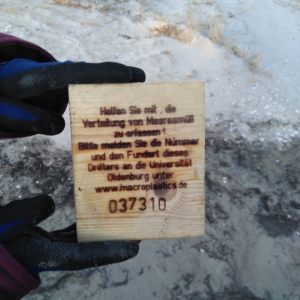 Helfen Sie mit, die
Verteilung von Meeresmüll
zu erfassen!
Bitte melden Sie die Nummer
und den Fundort dieses
Drifters an die Universität
Oldenburg unter
www.macroplastics.de
037310